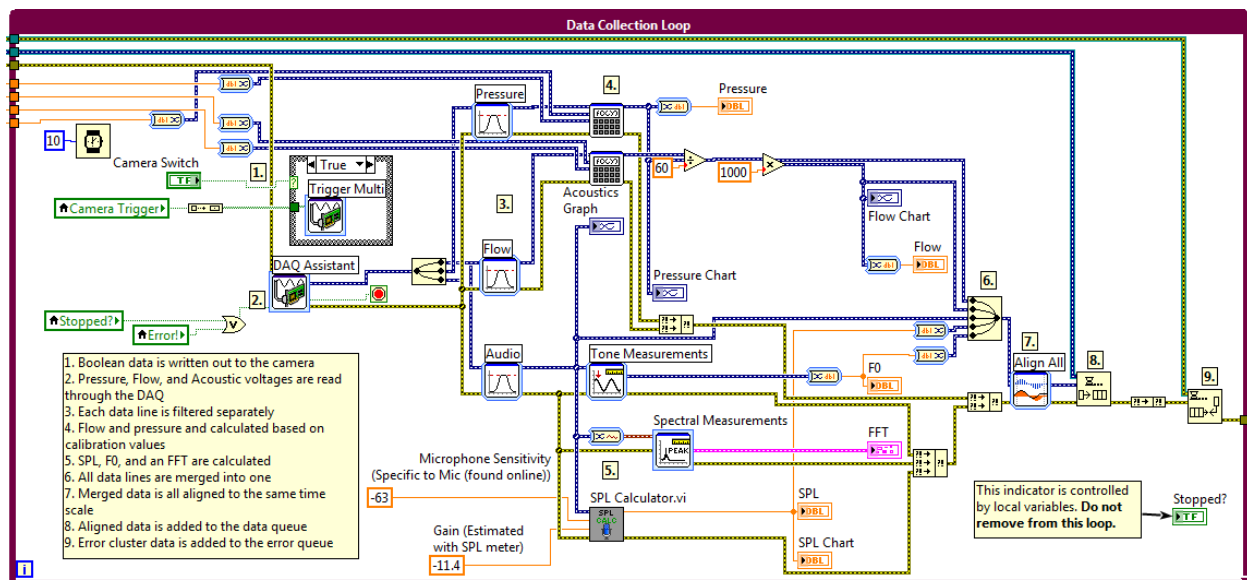 Data Collection Loop
4.
Pressure
Pressure
f(X,Y)
DBL
10
Camera Switch
1.
TF
True
?
Trigger Multi
Camera Trigger
3.
f(X,Y)
Acoustics
Graph
60
÷
1000
×
Flow Chart
Flow
DBL
Flow
DAQ Assistant
2.
Pressure Chart
6.
Stopped?
Error!
V
Audio
Tone Measurements
7.
Align All
8.
9.
F0
DBL
1. Boolean data is written out to the camera
2. Pressure, Flow, and Acoustic voltages are read
through the DAQ
3. Each data line is filtered separately
4. Flow and pressure and calculated based on
calibration values
5. SPL, F0, and an FFT are calculated
6. All data lines are merged into one
7. Merged data is all aligned to the same time
scale
8. Aligned data is added to the data queue
9. Error cluster data is added to the error queue
Spectral Measurements
PEAK
FFT
Microphone Sensitivity
(Specific to Mic (found online))
-63
5.
SPL Calculator.vi
SPL
CALC
SPL
DBL
Gain (Estimated
with SPL meter)
-11.4
SPL Chart
DBL
This indicator is controlled
by local variables. Do not
remove from this loop.
Stopped?
TF
i